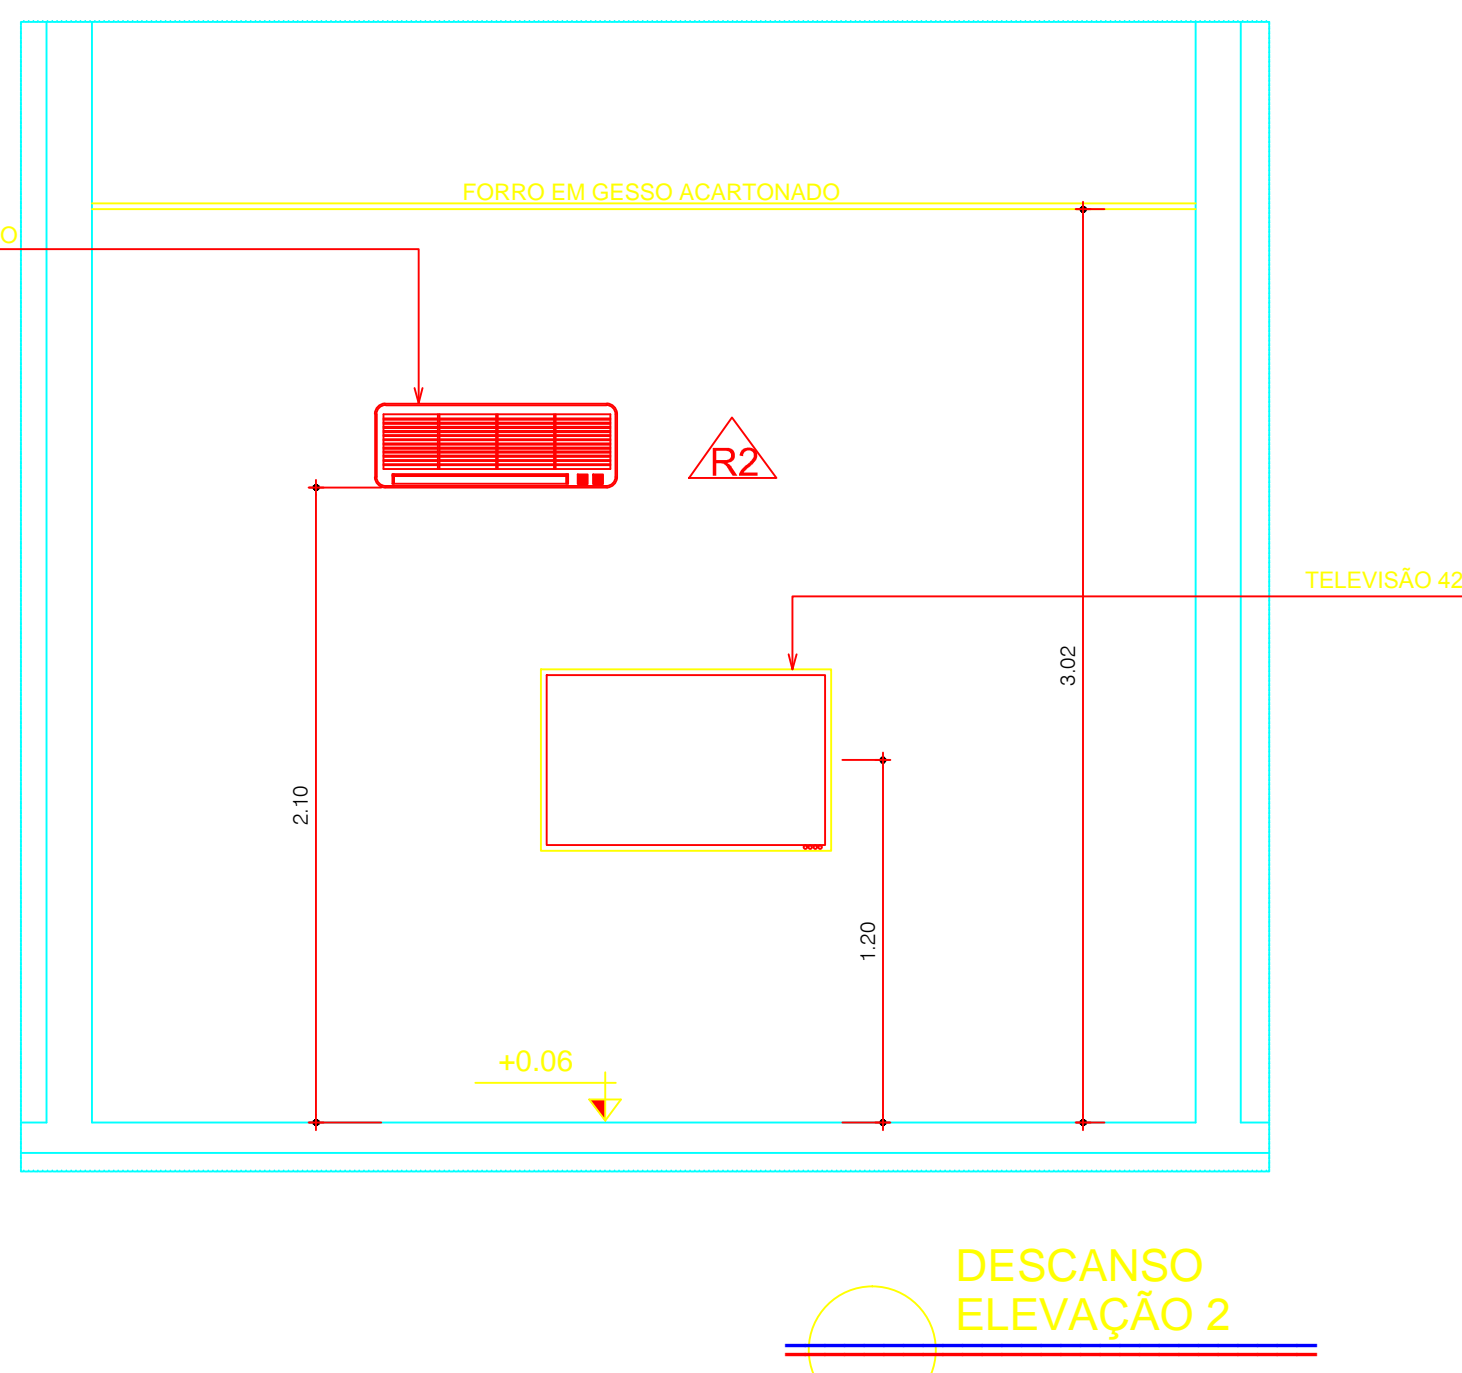 FORRO EM GESSO ACARTONADO
O
R2
TELEVISÃO 42
3.02
2.10
1.20
+0.06
DESCANSO
ELEVAÇÃO 2